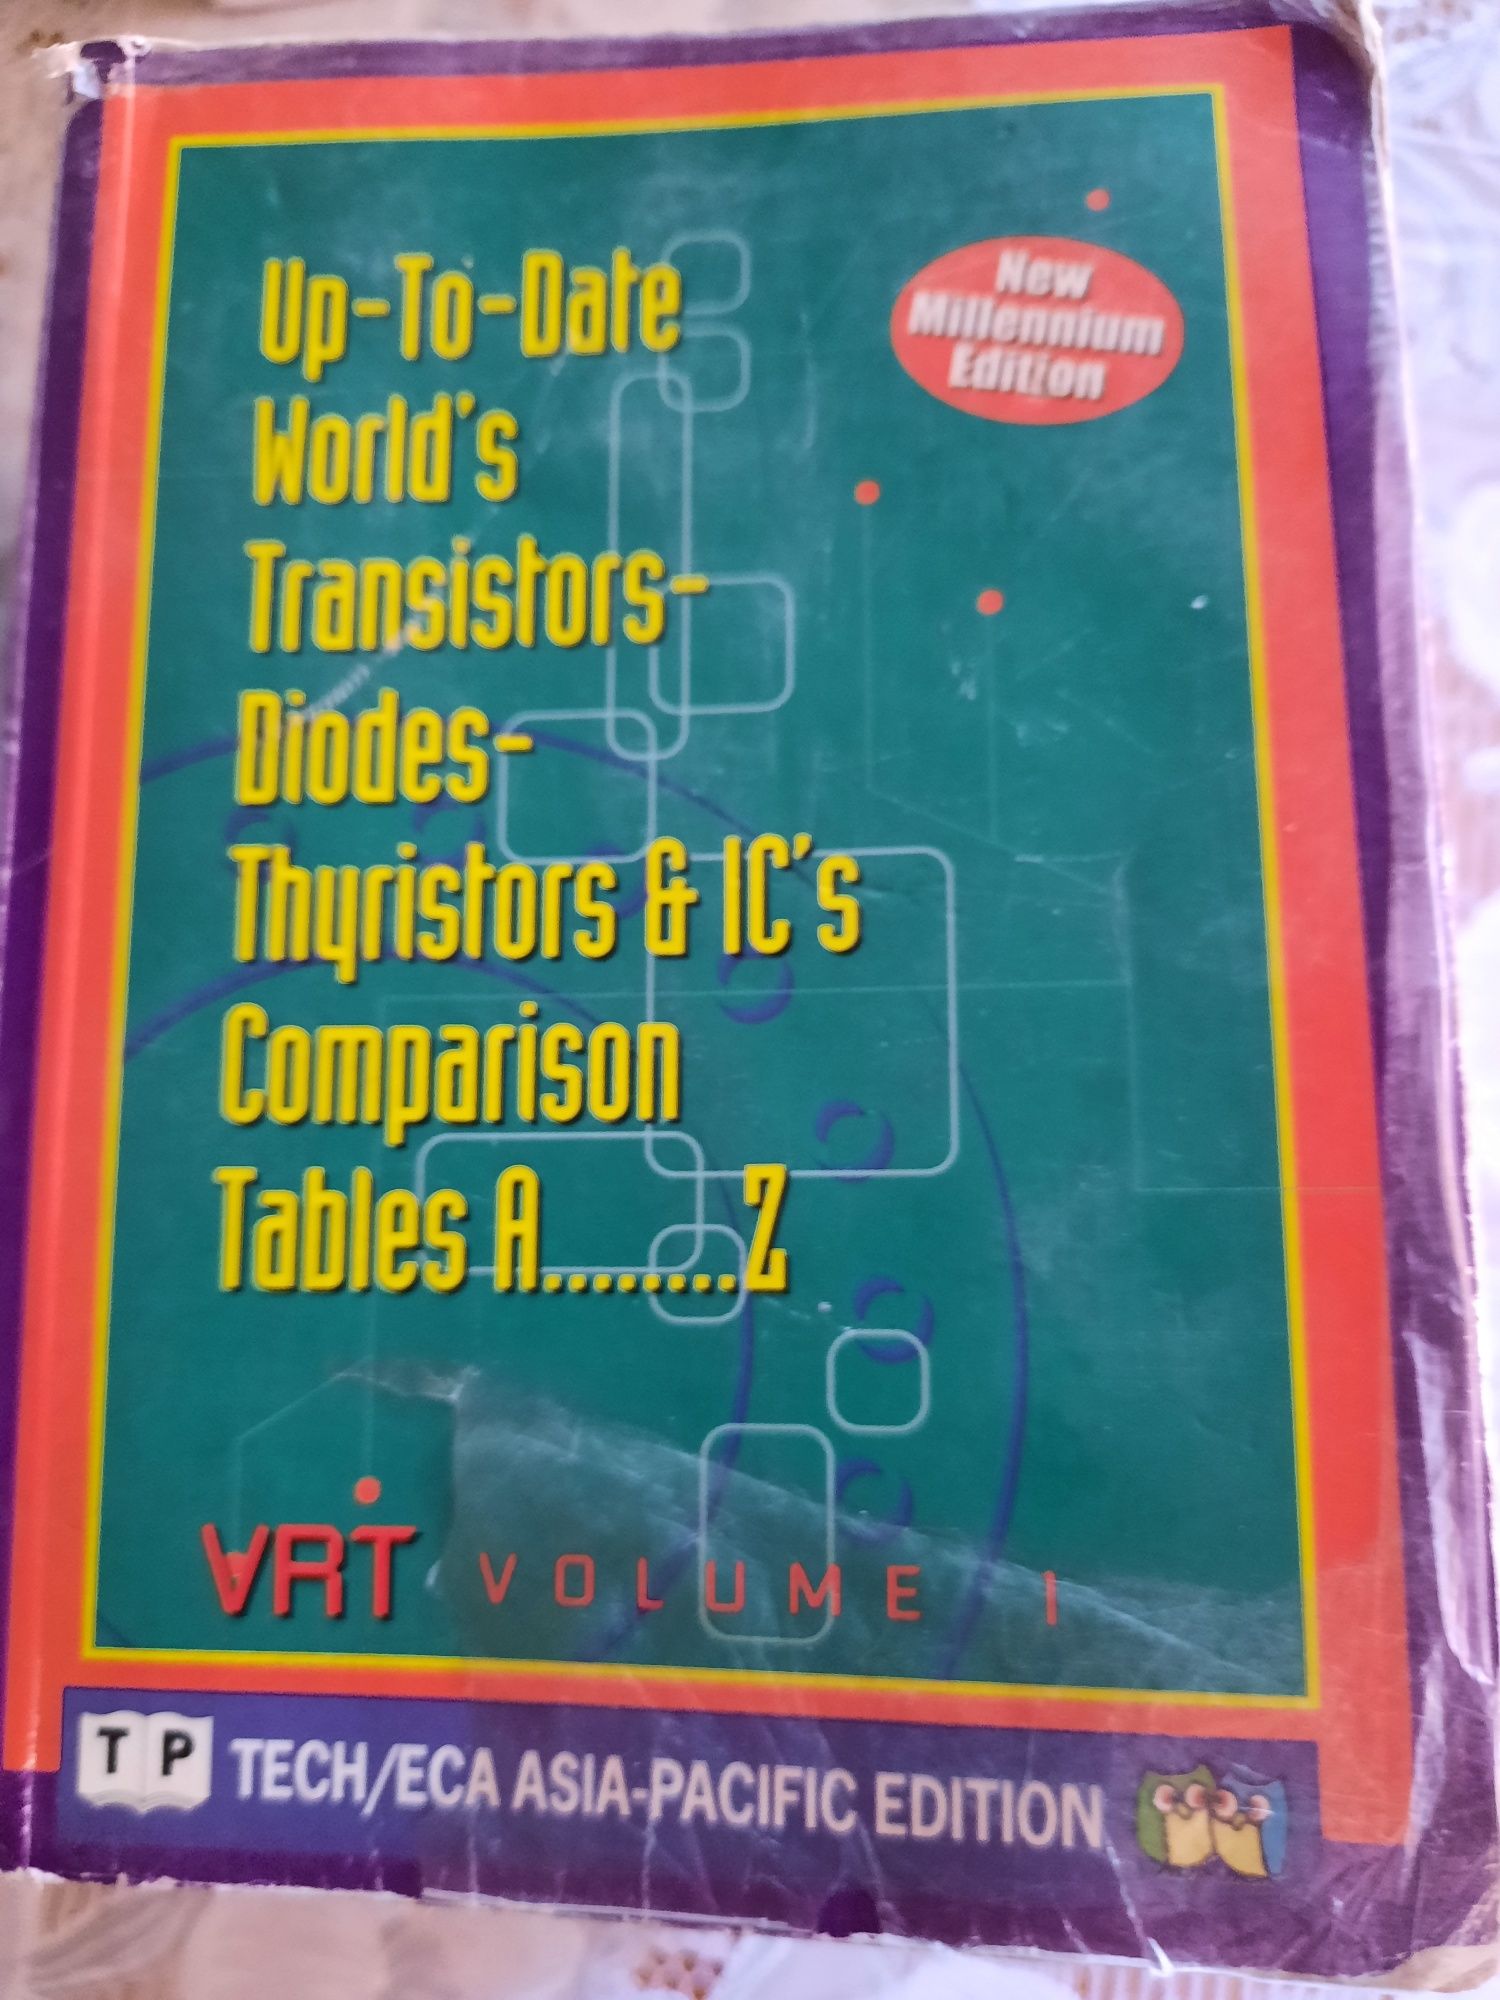 Up-To-Date
World's
Transistors-
Diodes-
Thyristors & IC's
Comparison
Tables A........Z
New
Millennium
Edition
VRT VOLUME 1
TP TECH/ECA ASIA-PACIFIC EDITION